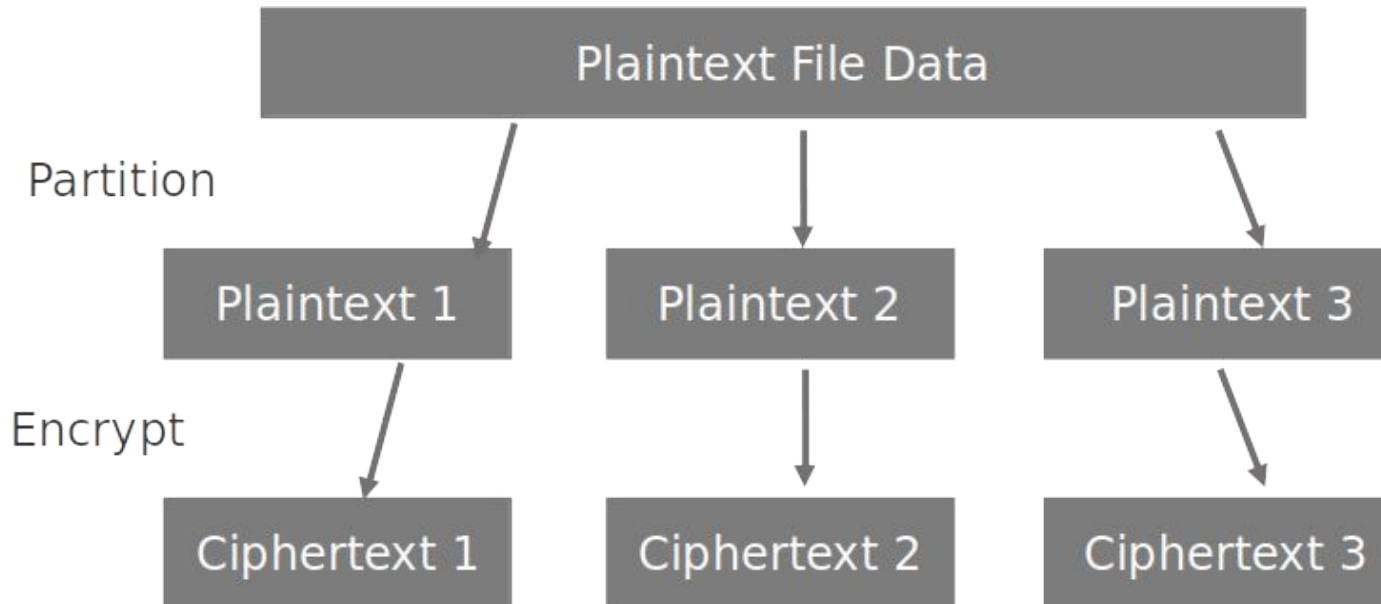 Plaintext File Data
Partition
Plaintext 1
Plaintext 2
Plaintext 3
Encrypt
Ciphertext 1
Ciphertext 2
Ciphertext 3